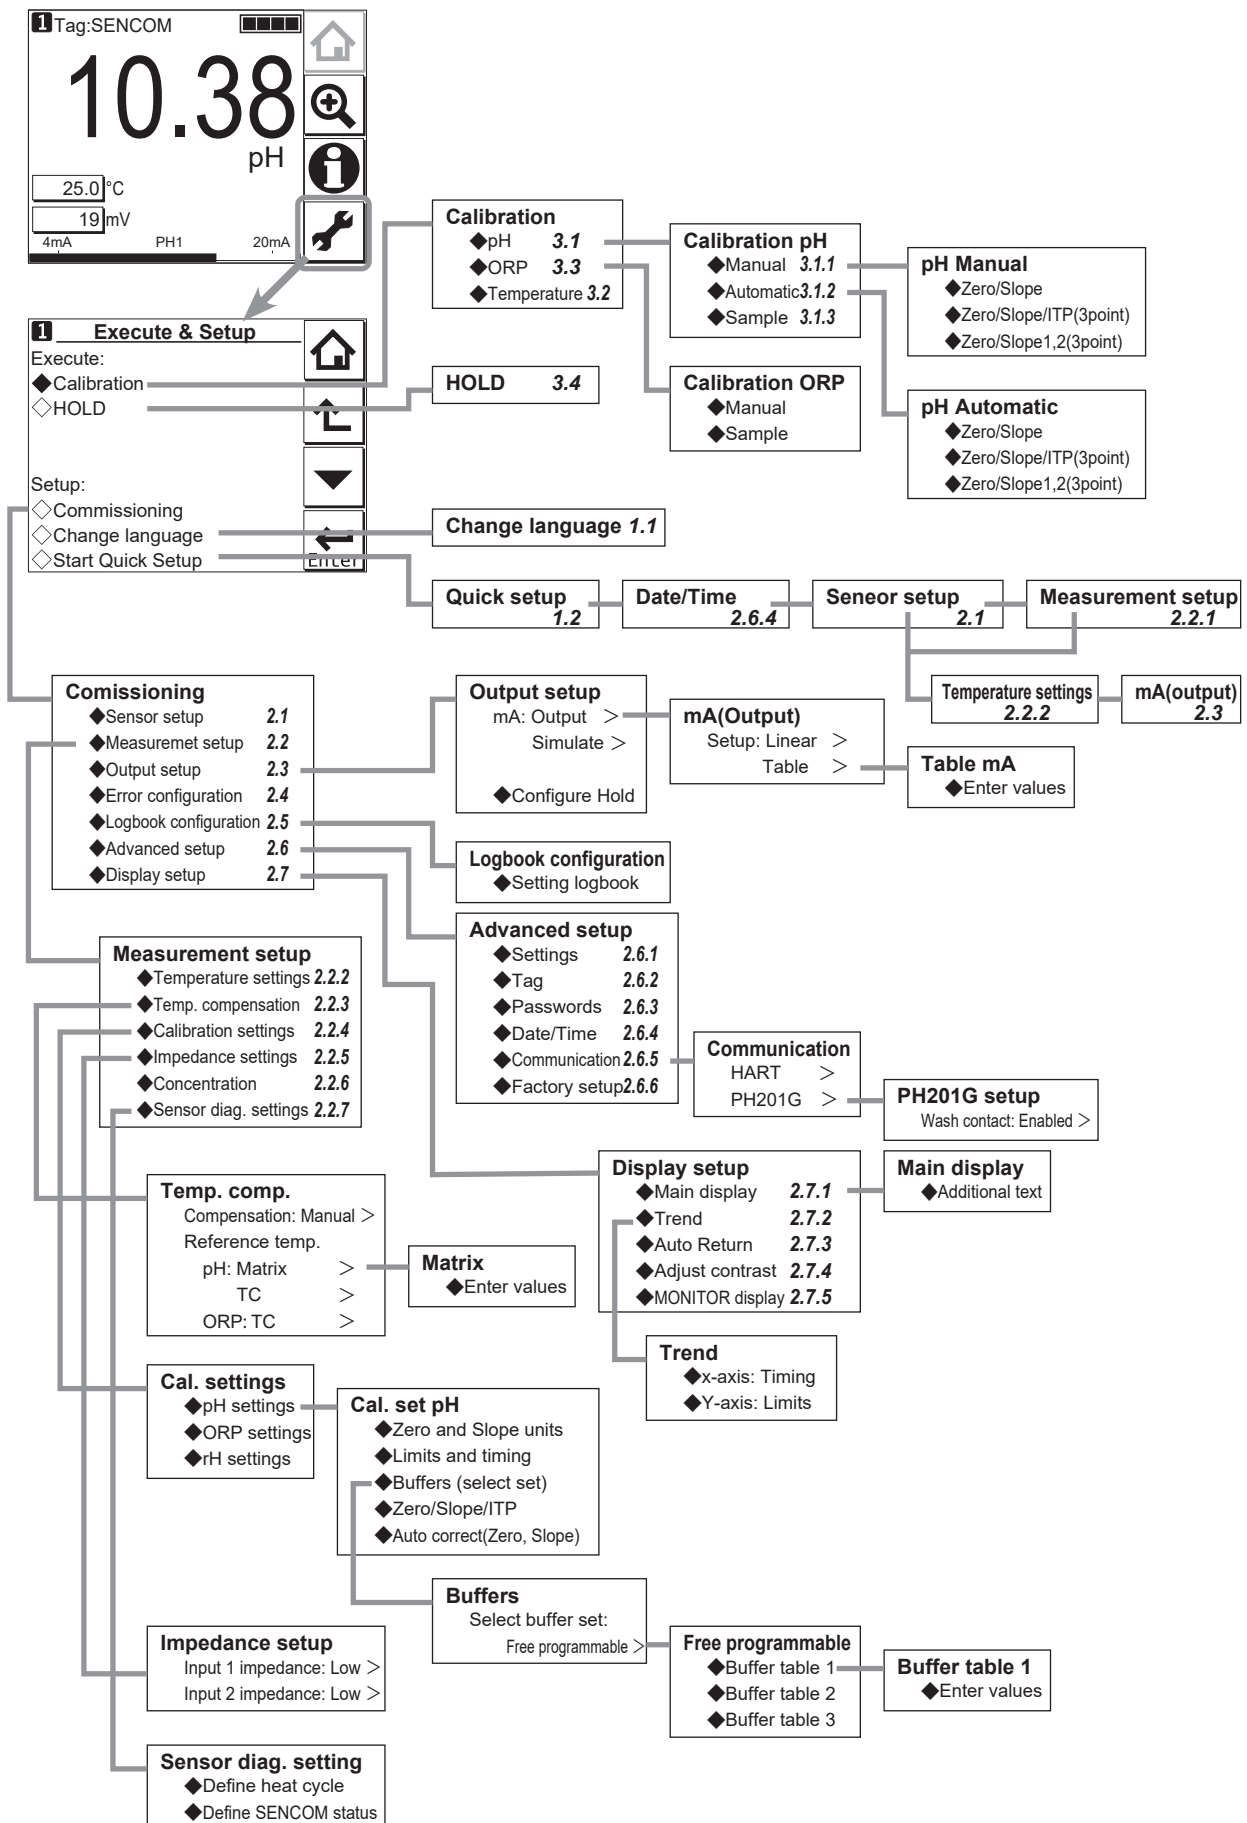 1 Tag:SENCOM
10.38
pH
25.0 °C
19 mV
4mA PH1 20mA
1 Execute & Setup
Execute:
◆Calibration
◇HOLD
Setup:
◇Commissioning
◇Change language
◇Start Quick Setup
Enter
Calibration
◆pH 3.1
◆ORP 3.3
◆Temperature 3.2
Calibration pH
◆Manual 3.1.1
◆Automatic 3.1.2
◆Sample 3.1.3
pH Manual
◆Zero/Slope
◆Zero/Slope/ITP(3point)
◆Zero/Slope1,2(3point)
HOLD 3.4
Calibration ORP
◆Manual
◆Sample
pH Automatic
◆Zero/Slope
◆Zero/Slope/ITP(3point)
◆Zero/Slope1,2(3point)
Change language 1.1
Quick setup
1.2
Date/Time
2.6.4
Seneor setup
2.1
Measurement setup
2.2.1
Temperature settings
2.2.2
mA(output)
2.3
Comissioning
◆Sensor setup 2.1
◆Measuremet setup 2.2
◆Output setup 2.3
◆Error configuration 2.4
◆Logbook configuration 2.5
◆Advanced setup 2.6
◆Display setup 2.7
Output setup
mA: Output >
Simulate >
◆Configure Hold
mA(Output)
Setup: Linear >
Table >
Table mA
◆Enter values
Logbook configuration
◆Setting logbook
Advanced setup
◆Settings 2.6.1
◆Tag 2.6.2
◆Passwords 2.6.3
◆Date/Time 2.6.4
◆Communication 2.6.5
◆Factory setup 2.6.6
Communication
HART >
PH201G >
PH201G setup
Wash contact: Enabled >
Measurement setup
◆Temperature settings 2.2.2
◆Temp. compensation 2.2.3
◆Calibration settings 2.2.4
◆Impedance settings 2.2.5
◆Concentration 2.2.6
◆Sensor diag. settings 2.2.7
Display setup
◆Main display 2.7.1
◆Trend 2.7.2
◆Auto Return 2.7.3
◆Adjust contrast 2.7.4
◆MONITOR display 2.7.5
Main display
◆Additional text
Temp. comp.
Compensation: Manual >
Reference temp.
pH: Matrix >
TC >
ORP: TC >
Matrix
◆Enter values
Trend
◆x-axis: Timing
◆Y-axis: Limits
Cal. settings
◆pH settings
◆ORP settings
◆rH settings
Cal. set pH
◆Zero and Slope units
◆Limits and timing
◆Buffers (select set)
◆Zero/Slope/ITP
◆Auto correct(Zero, Slope)
Buffers
Select buffer set:
Free programmable >
Free programmable
◆Buffer table 1
◆Buffer table 2
◆Buffer table 3
Buffer table 1
◆Enter values
Impedance setup
Input 1 impedance: Low >
Input 2 impedance: Low >
Sensor diag. setting
◆Define heat cycle
◆Define SENCOM status